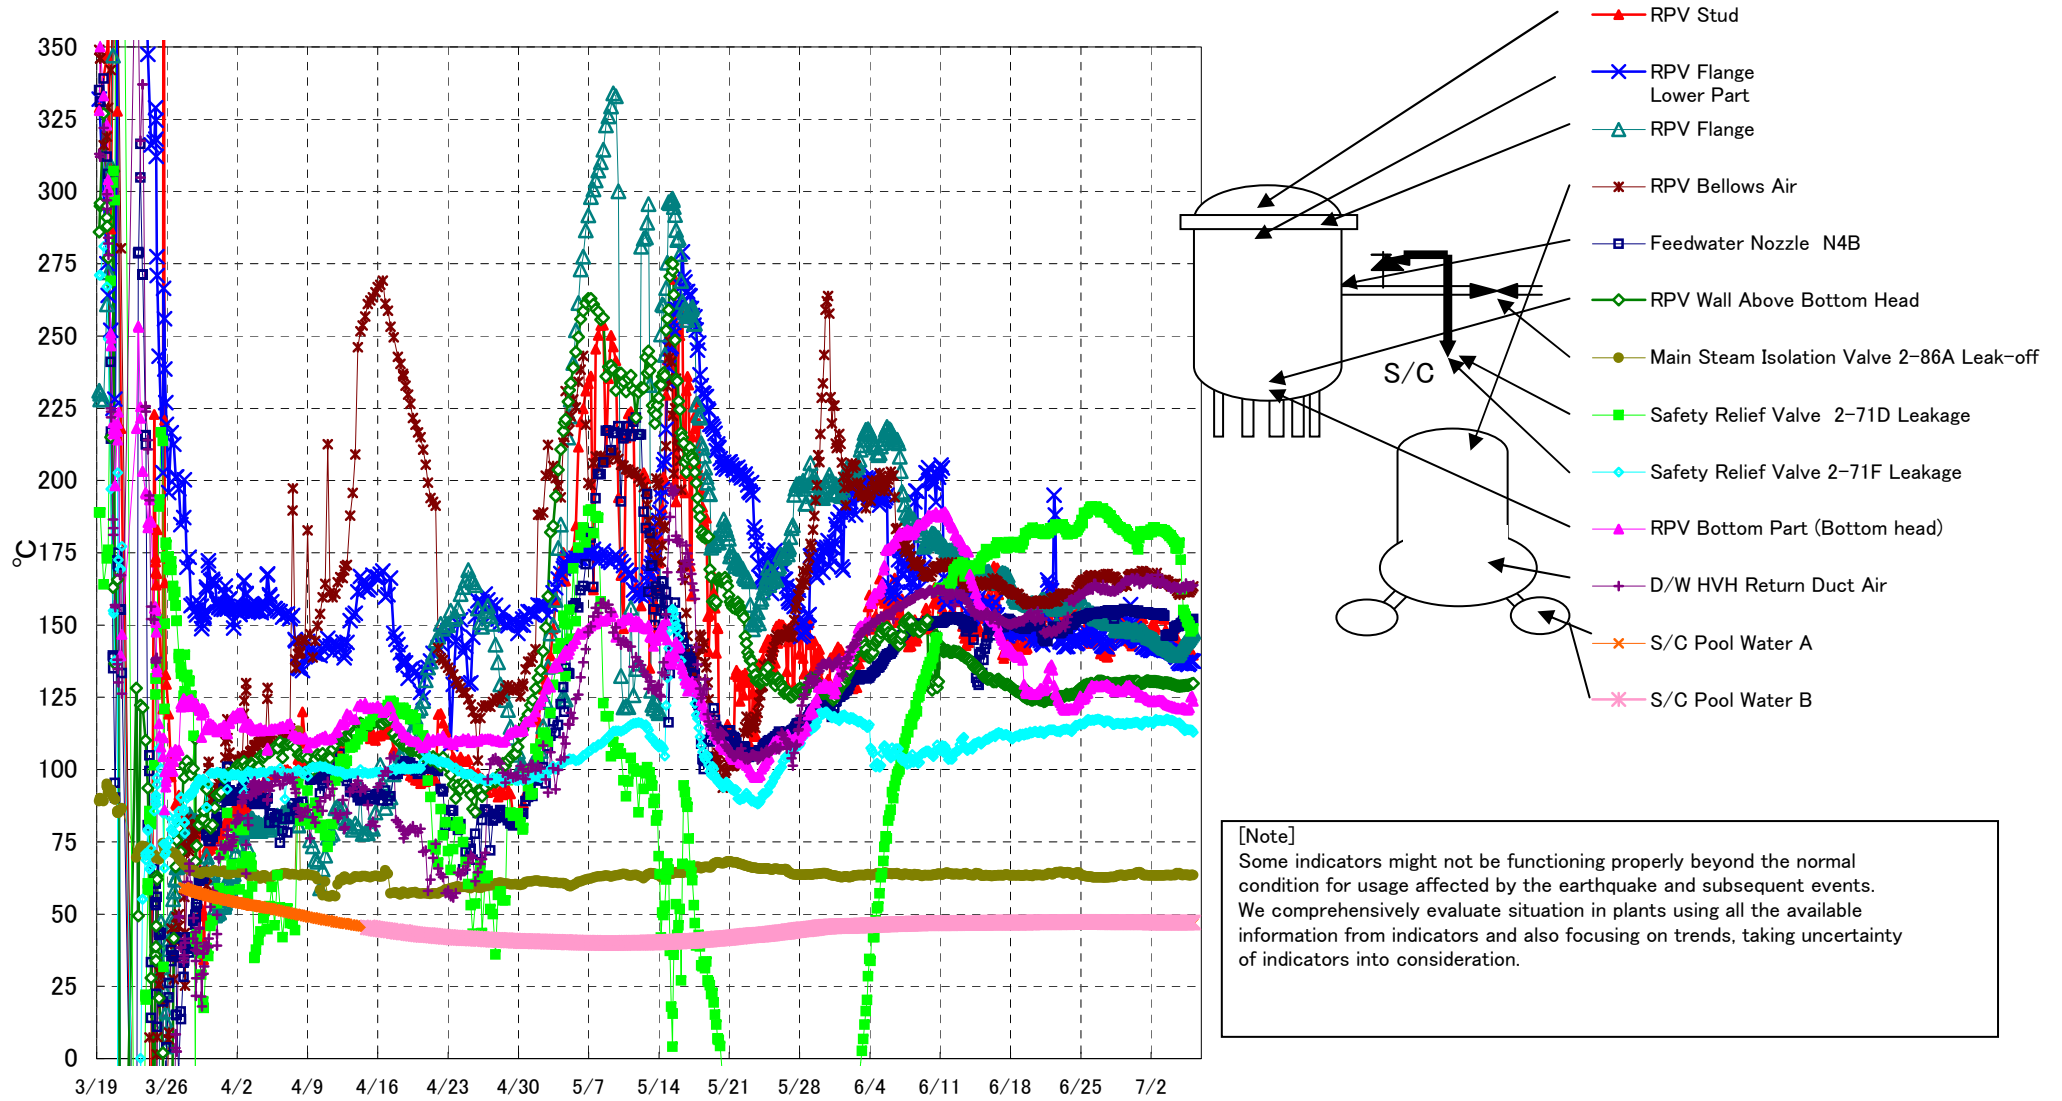 350
325
300
275
250
225
200
175
150
125
100
75
50
25
0
℃
3/19 3/26 4/2 4/9 4/16 4/23 4/30 5/7 5/14 5/21 5/28 6/4 6/11 6/18 6/25 7/2
RPV Stud
RPV Flange
Lower Part
RPV Flange
RPV Bellows Air
Feedwater Nozzle N4B
RPV Wall Above Bottom Head
Main Steam Isolation Valve 2-86A Leak-off
Safety Relief Valve 2-71D Leakage
Safety Relief Valve 2-71F Leakage
RPV Bottom Part (Bottom head)
D/W HVH Return Duct Air
S/C Pool Water A
S/C Pool Water B
S/C
[Note]
Some indicators might not be functioning properly beyond the normal
condition for usage affected by the earthquake and subsequent events.
We comprehensively evaluate situation in plants using all the available
information from indicators and also focusing on trends, taking uncertainty
of indicators into consideration.